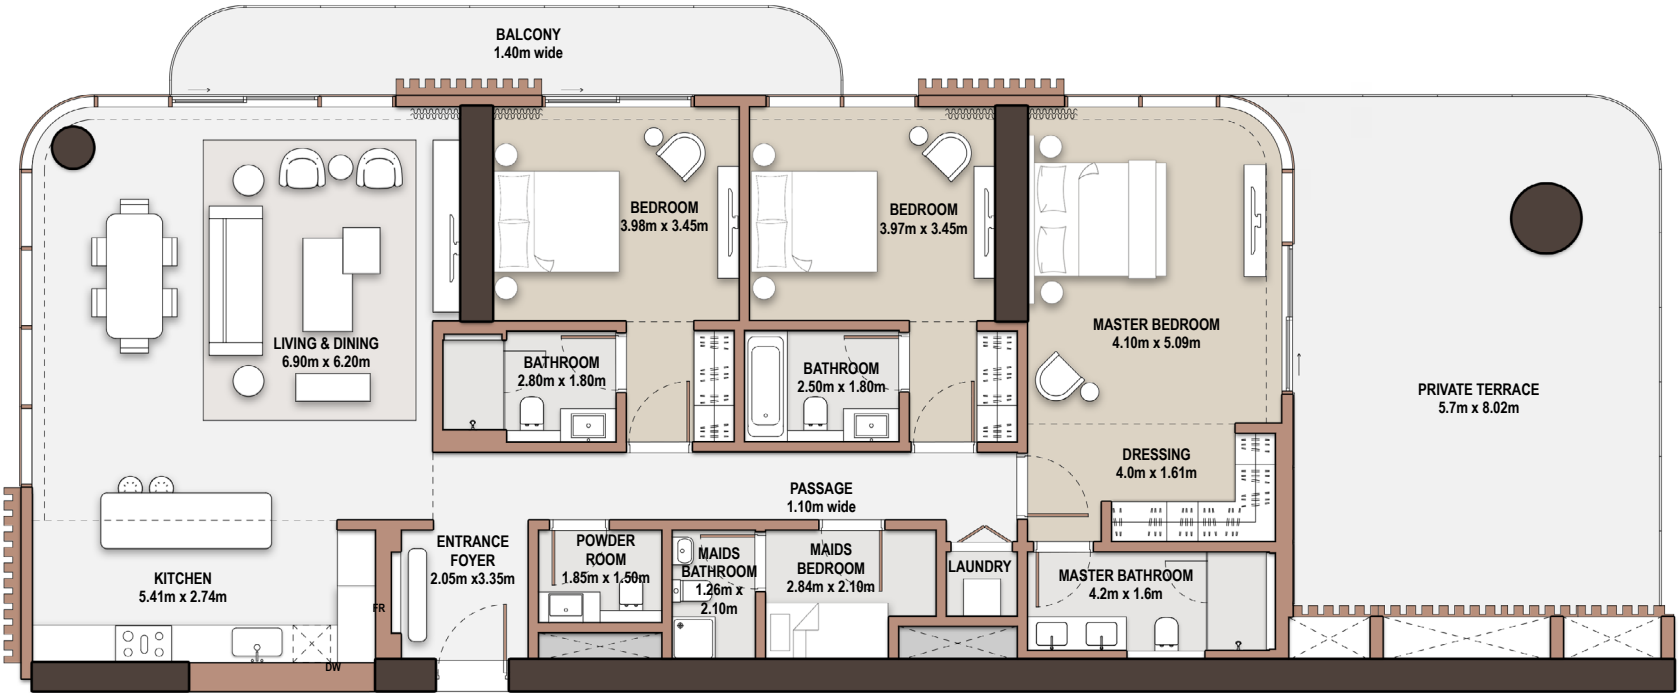 BALCONY
1.40m wide
BEDROOM
3.98m x 3.45m
BEDROOM
3.97m x 3.45m
LIVING & DINING
6.90m x 6.20m
MASTER BEDROOM
4.10m x 5.09m
BATHROOM
2.80m x 1.80m
BATHROOM
2.50m x 1.80m
PRIVATE TERRACE
5.7m x 8.02m
DRESSING
4.0m x 1.61m
PASSAGE
1.10m wide
KITCHEN
5.41m x 2.74m
ENTRANCE
FOYER
2.05m x3.35m
POWDER
ROOM
1.85m x 1.50m
MAIDS
BATHROOM
1.26m x
2.10m
MAIDS
BEDROOM
2.84m x 2.10m
LAUNDRY
MASTER BATHROOM
4.2m x 1.6m
FR
DW